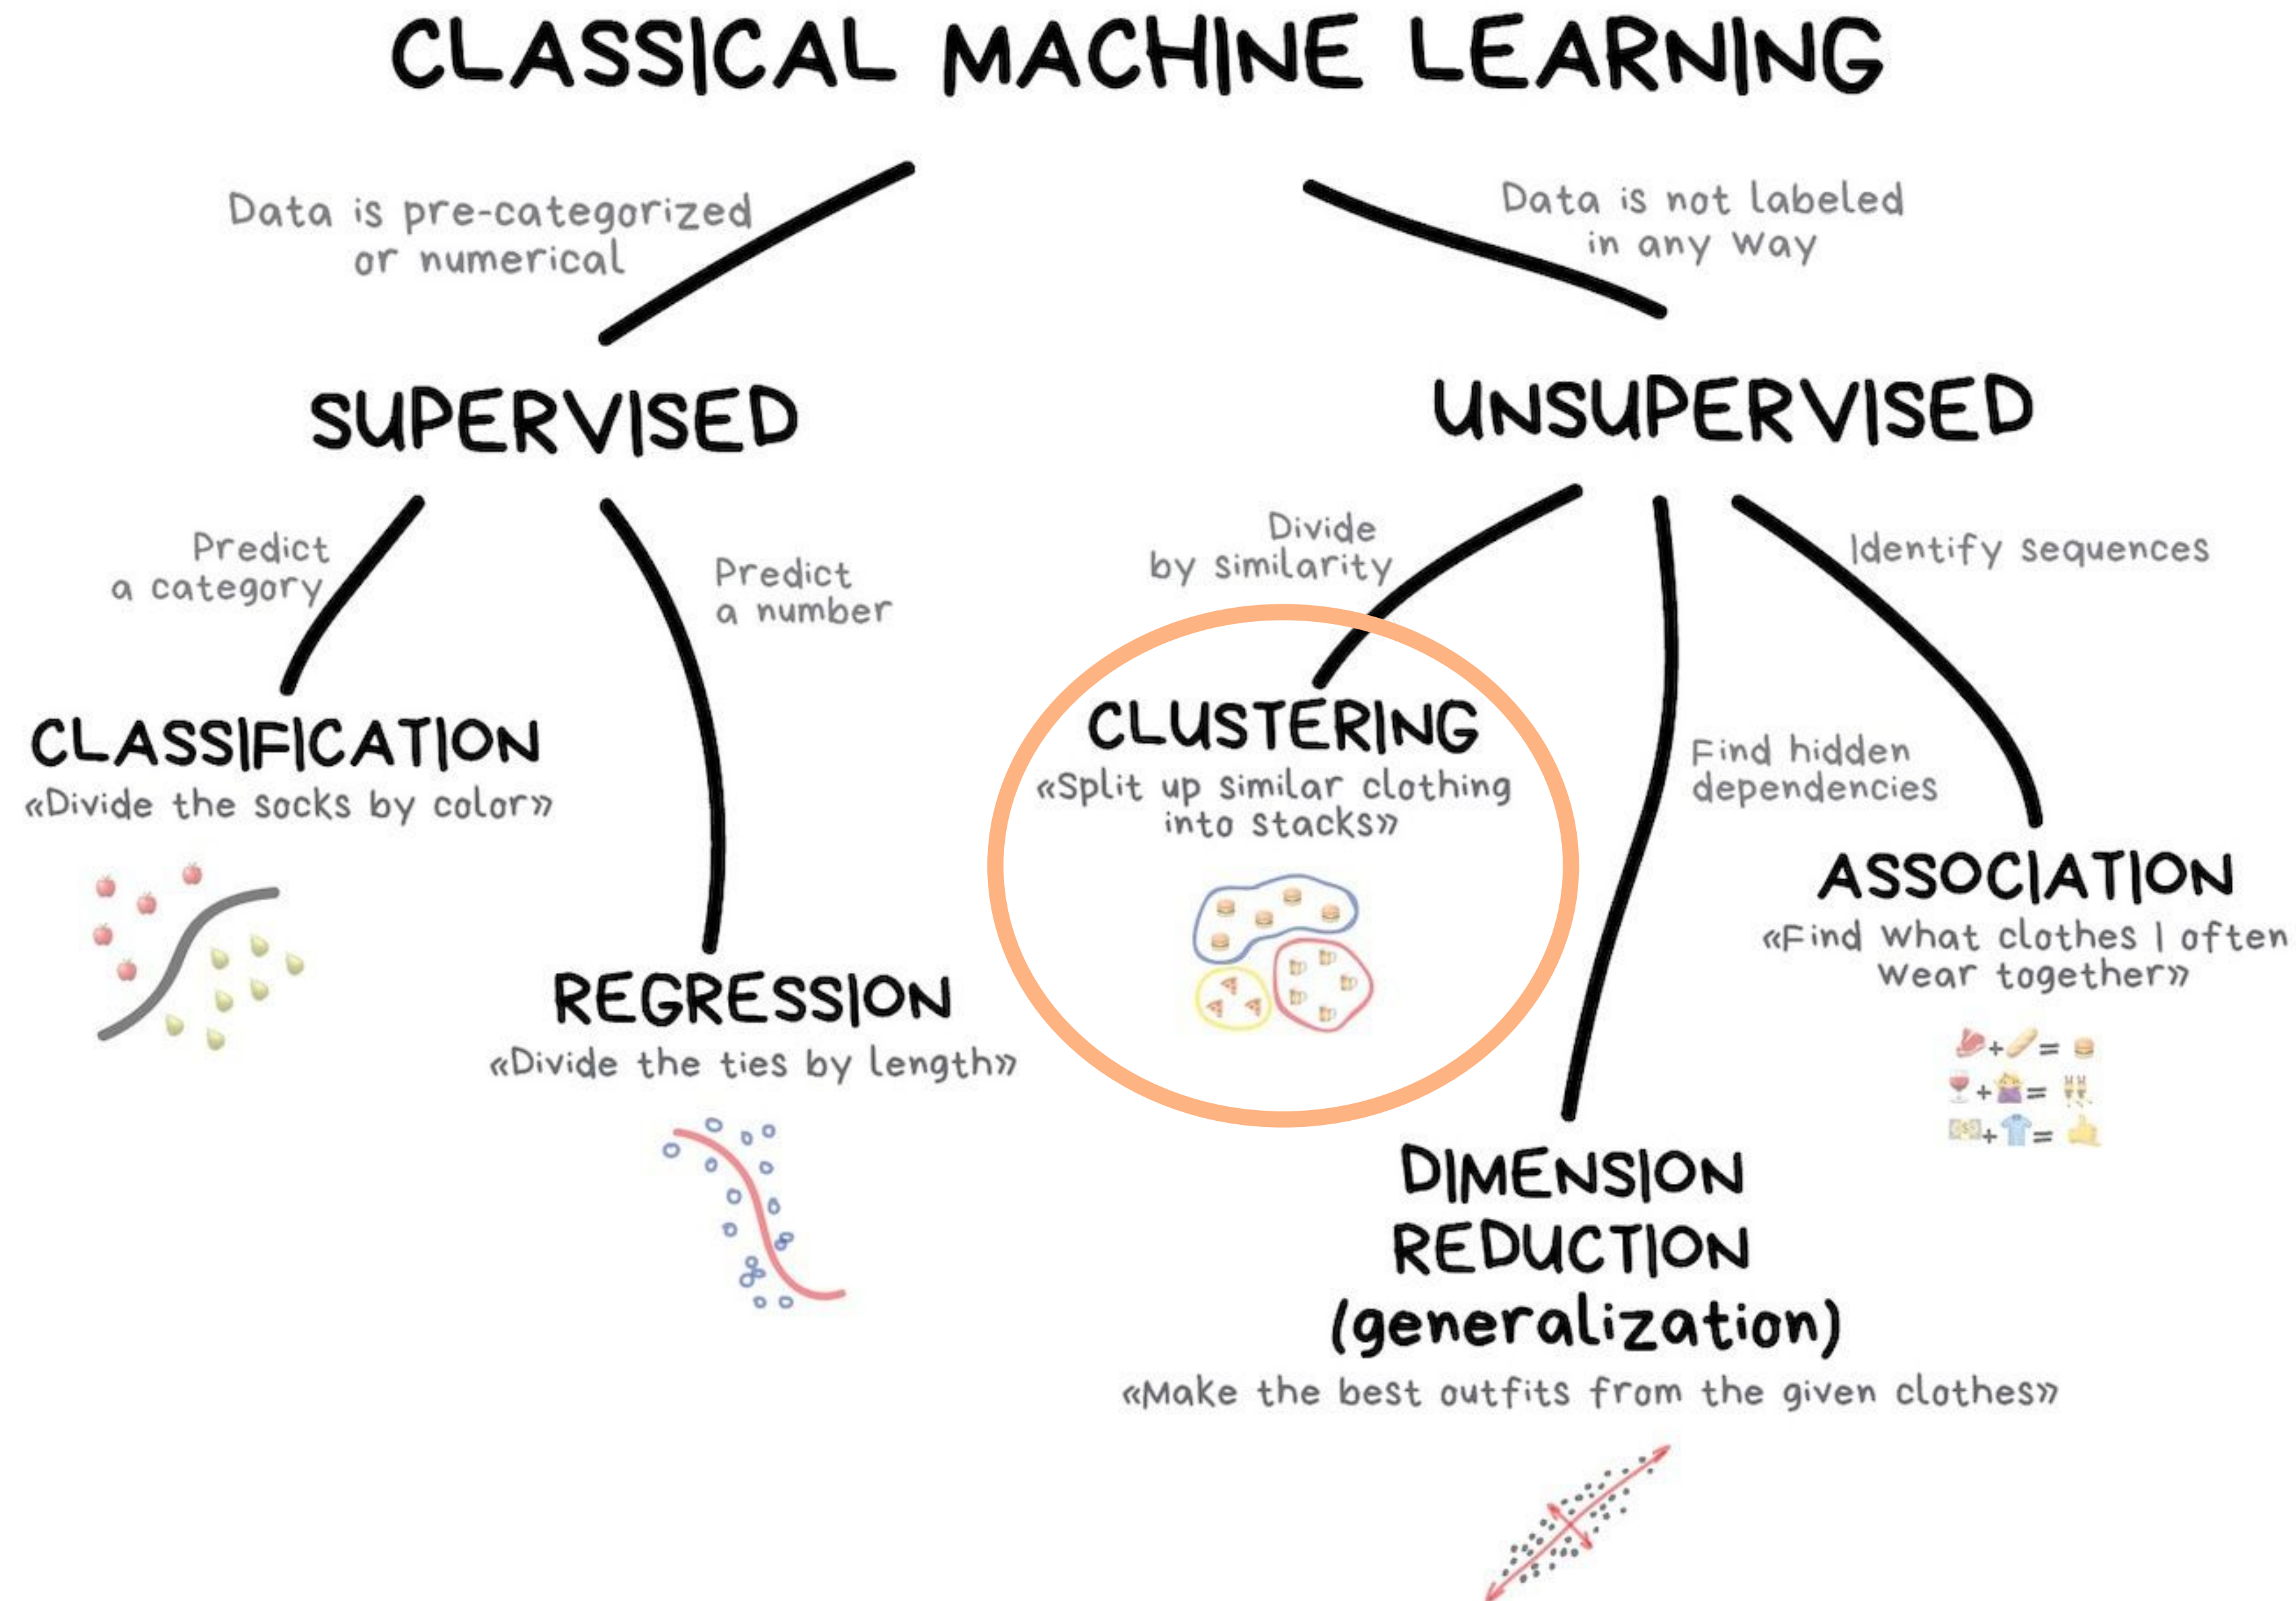 CLASSICAL MACHINE LEARNING
Data is pre-categorized
or numerical
Data is not labeled
in any way
SUPERVISED
UNSUPERVISED
Predict
a category
Predict
a number
Divide
by similarity
Identify sequences
CLASSIFICATION
«Divide the socks by color»
CLUSTERING
«Split up similar clothing
into stacks»
Find hidden
dependencies
ASSOCIATION
«Find what clothes I often
wear together»
REGRESSION
«Divide the ties by length»
+ =
+ =
+ =
DIMENSION
REDUCTION
(generalization)
«Make the best outfits from the given clothes»